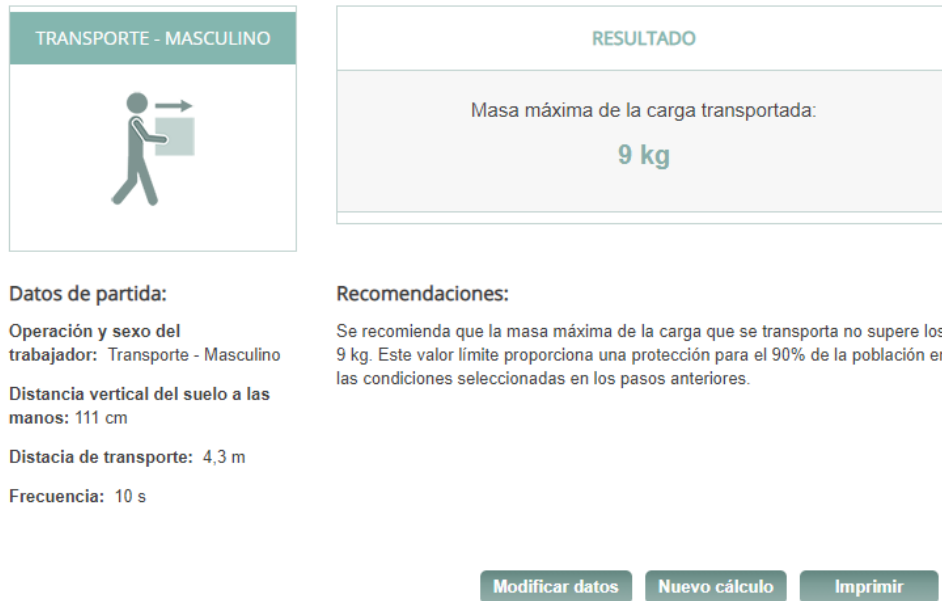 TRANSPORTE - MASCULINO
RESULTADO
Masa máxima de la carga transportada:
9 kg
Datos de partida:
Operación y sexo del
trabajador: Transporte - Masculino
Distancia vertical del suelo a las
manos: 111 cm
Distacia de transporte: 4,3 m
Frecuencia: 10 s
Recomendaciones:
Se recomienda que la masa máxima de la carga que se transporta no supere los
9 kg. Este valor límite proporciona una protección para el 90% de la población en
las condiciones seleccionadas en los pasos anteriores.
Modificar datos
Nuevo cálculo
Imprimir